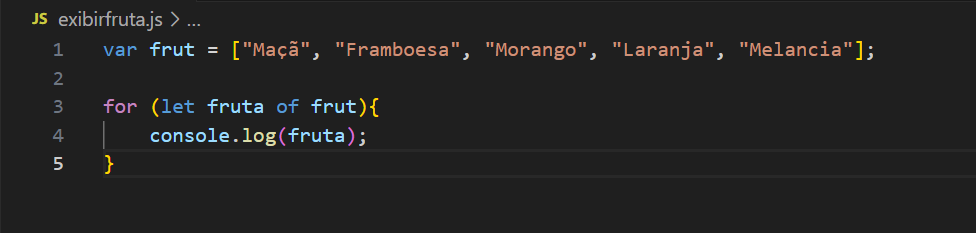 JS exibirfruta.js > ...
1 var frut = ["Maçã", "Framboesa", "Morango", "Laranja", "Melancia"];
2
3 for (let fruta of frut){
4     console.log(fruta);
5 }